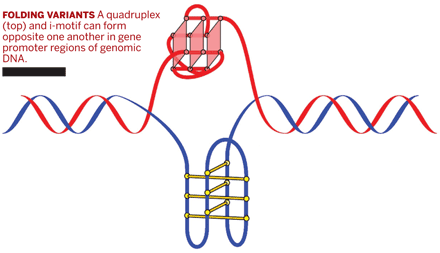 FOLDING VARIANTS A quadruplex
(top) and i-motif can form
opposite one another in gene
promoter regions of genomic
DNA.